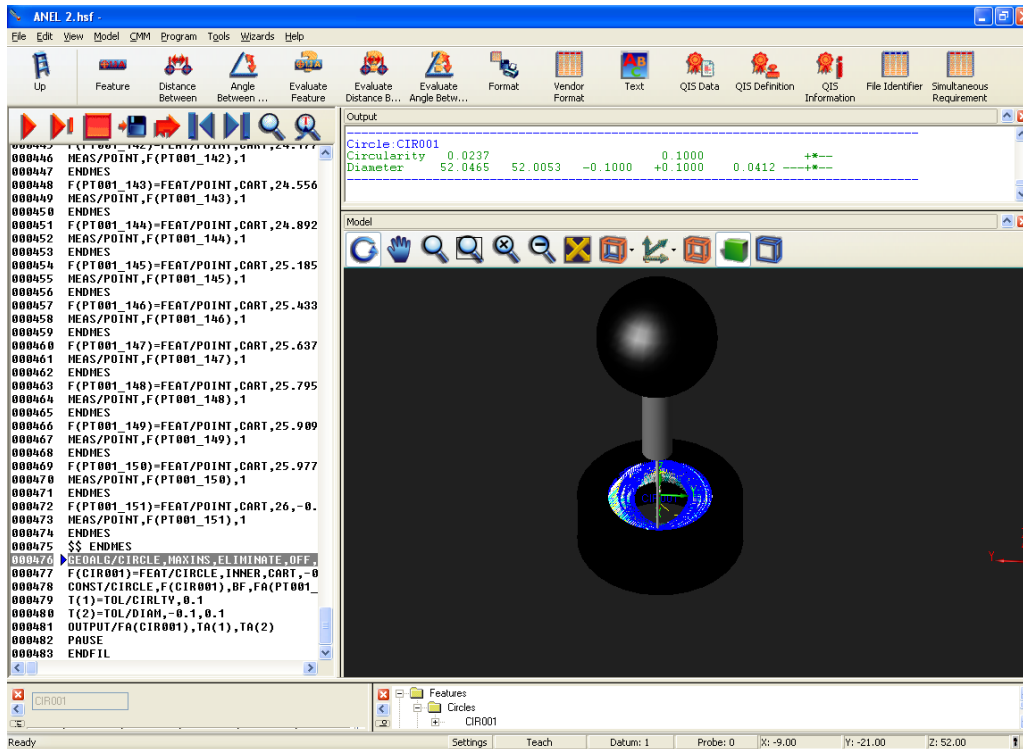 ANEL 2.hsf -
File Edit View Model CMM Program Tools Wizards Help
Up
Feature
Distance Between
Angle Between ...
Evaluate Feature
Evaluate Distance B...
Evaluate Angle Betw...
Format
Vendor Format
Text
QIS Data
QIS Definition
QIS Information
File Identifier
Simultaneous Requirement
000446 MEAS/POINT,F(PT001_142),1
000447 ENDMES
000448 F(PT001_143)=FEAT/POINT,CART,24.556
000449 MEAS/POINT,F(PT001_143),1
000450 ENDMES
000451 F(PT001_144)=FEAT/POINT,CART,24.892
000452 MEAS/POINT,F(PT001_144),1
000453 ENDMES
000454 F(PT001_145)=FEAT/POINT,CART,25.185
000455 MEAS/POINT,F(PT001_145),1
000456 ENDMES
000457 F(PT001_146)=FEAT/POINT,CART,25.433
000458 MEAS/POINT,F(PT001_146),1
000459 ENDMES
000460 F(PT001_147)=FEAT/POINT,CART,25.637
000461 MEAS/POINT,F(PT001_147),1
000462 ENDMES
000463 F(PT001_148)=FEAT/POINT,CART,25.795
000464 MEAS/POINT,F(PT001_148),1
000465 ENDMES
000466 F(PT001_149)=FEAT/POINT,CART,25.909
000467 MEAS/POINT,F(PT001_149),1
000468 ENDMES
000469 F(PT001_150)=FEAT/POINT,CART,25.977
000470 MEAS/POINT,F(PT001_150),1
000471 ENDMES
000472 F(PT001_151)=FEAT/POINT,CART,26,-0.
000473 MEAS/POINT,F(PT001_151),1
000474 ENDMES
000475 $$ ENDMES
000476 GEOALG/CIRCLE,MAXINS,ELIMINATE,OFF,
000477 F(CIR001)=FEAT/CIRCLE,INNER,CART,-0
000478 CONST/CIRCLE,F(CIR001),BF,FA(PT001_
000479 T(1)=TOL/CIRLTY,0.1
000480 T(2)=TOL/DIAM,-0.1,0.1
000481 OUTPUT/FA(CIR001),TA(1),TA(2)
000482 PAUSE
000483 ENDFIL
Output
Circle:CIR001
Circularity 0.0237 0.1000 +*--
Diameter 52.0465 52.0053 -0.1000 +0.1000 0.0412 ---+*--
Model
Y
CIR001
Features
Circles
CIR001
Ready Settings Teach Datum: 1 Probe: 0 X: -9.00 Y: -21.00 Z: 52.00